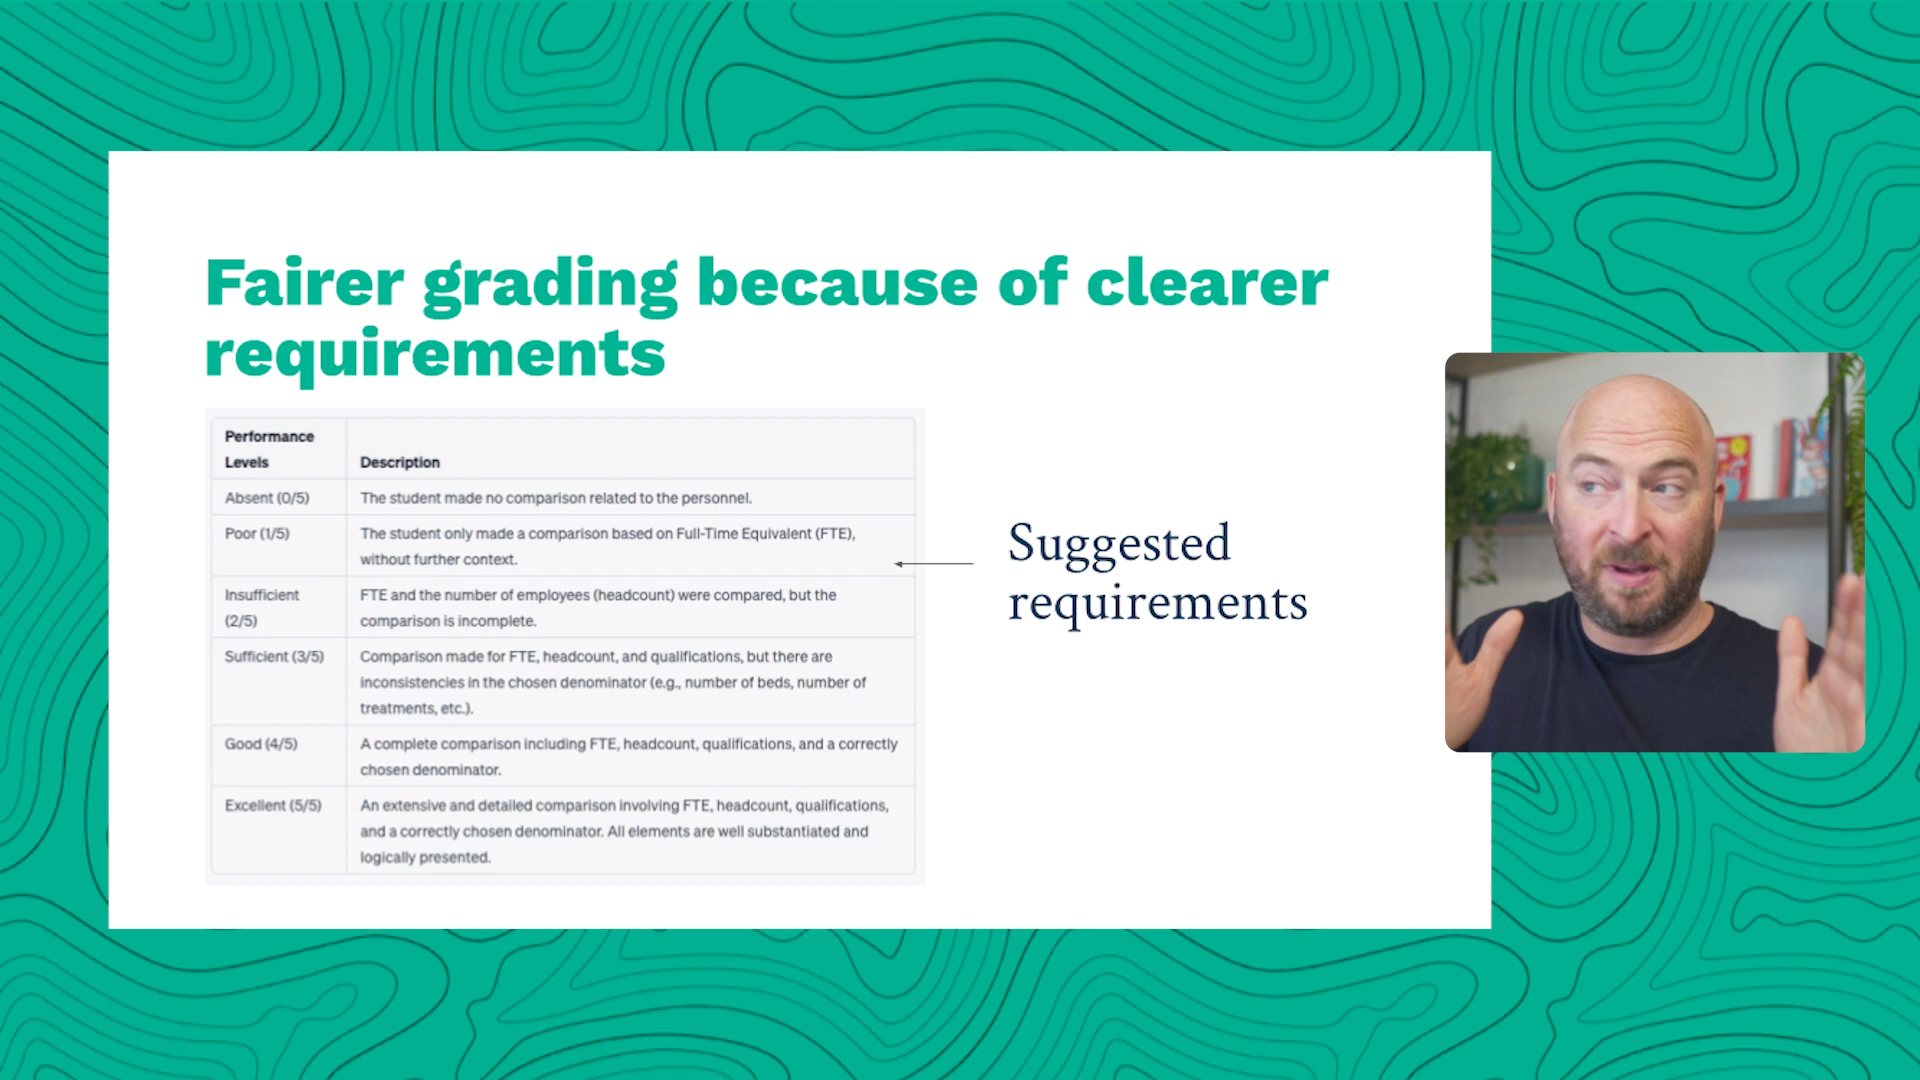 Fairer grading because of clearer
requirements
Performance
Levels
Description
Absent (0/5)
The student made no comparison related to the personnel.
Poor (1/5)
The student only made a comparison based on Full-Time Equivalent (FTE),
without further context.
Insufficient
(2/5)
FTE and the number of employees (headcount) were compared, but the
comparison is incomplete.
Sufficient (3/5)
Comparison made for FTE, headcount, and qualifications, but there are
inconsistencies in the chosen denominator (e.g., number of beds, number of
treatments, etc.).
Good (4/5)
A complete comparison including FTE, headcount, qualifications, and a correctly
chosen denominator.
Excellent (5/5)
An extensive and detailed comparison involving FTE, headcount, qualifications,
and a correctly chosen denominator. All elements are well substantiated and
logically presented.
Suggested
requirements